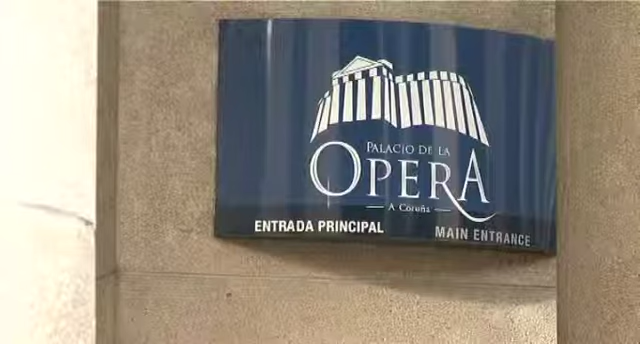 PALACIO DE LA
OPERA
A Coruña
ENTRADA PRINCIPAL
MAIN ENTRANCE